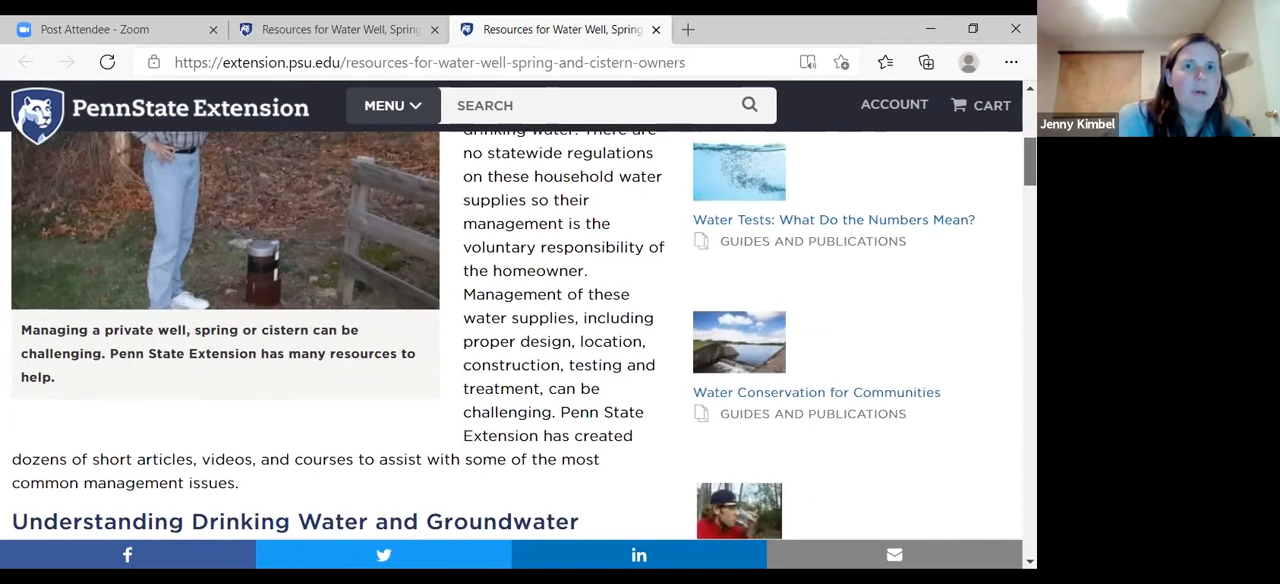 Post Attendee - Zoom
Resources for Water Well, Spring
Resources for Water Well, Spring
https://extension.psu.edu/resources-for-water-well-spring-and-cistern-owners
PennState Extension
MENU
SEARCH
ACCOUNT
CART
Jenny Kimbel
drinking water. There are
no statewide regulations
on these household water
supplies so their
management is the
voluntary responsibility of
the homeowner.
Management of these
water supplies, including
proper design, location,
construction, testing and
treatment, can be
challenging. Penn State
Extension has created
dozens of short articles, videos, and courses to assist with some of the most
common management issues.
Managing a private well, spring or cistern can be
challenging. Penn State Extension has many resources to
help.
Understanding Drinking Water and Groundwater
Water Tests: What Do the Numbers Mean?
GUIDES AND PUBLICATIONS
Water Conservation for Communities
GUIDES AND PUBLICATIONS